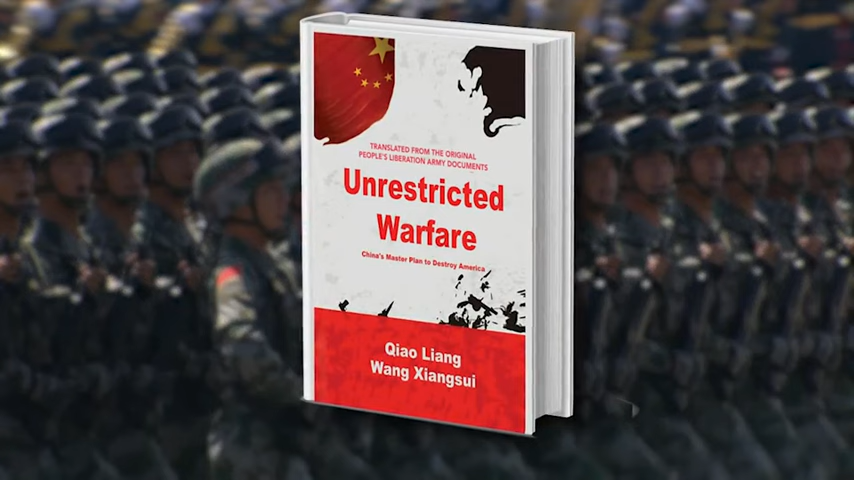 TRANSLATED FROM THE ORIGINAL
PEOPLE'S LIBERATION ARMY DOCUMENTS
Unrestricted
Warfare
China's Master Plan to Destroy America
Qiao Liang
Wang Xiangsui